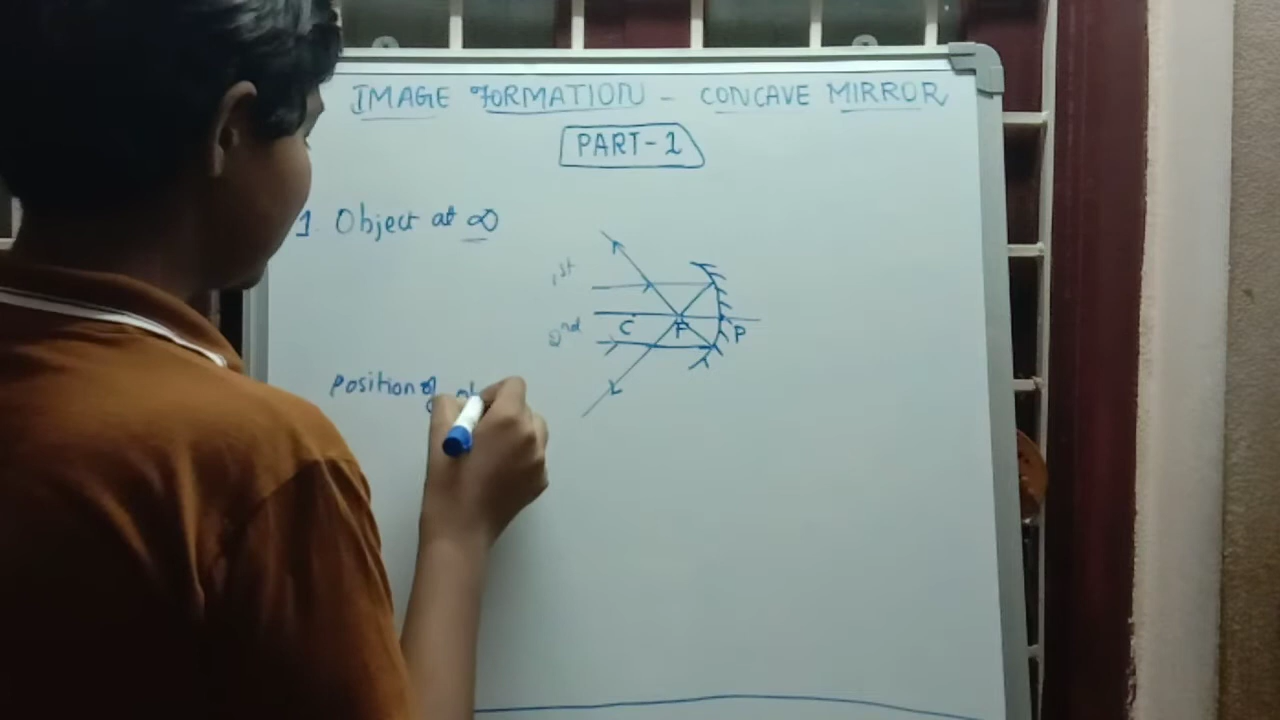 IMAGE FORMATION - CONCAVE MIRROR
PART-1
1. Object at ∞
1st
2nd
C F P
position of